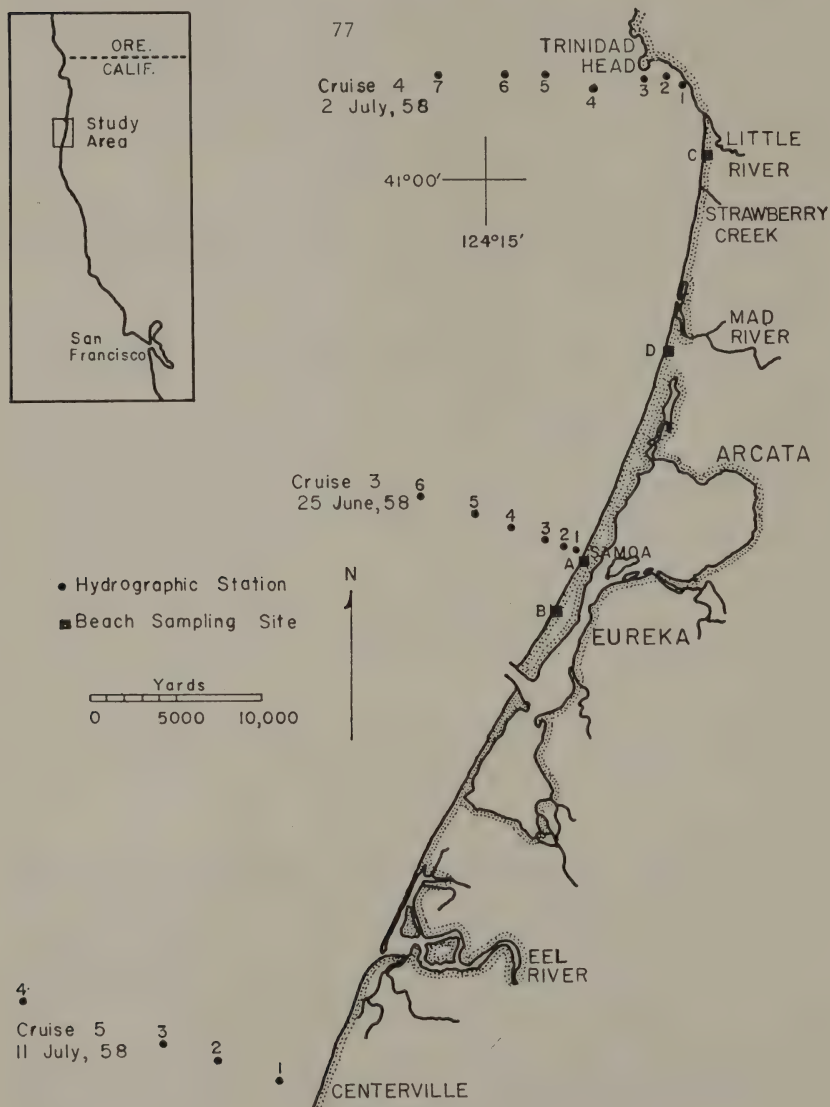 77
ORE.
CALIF.
Study
Area
San
Francisco
TRINIDAD
HEAD
Cruise 4
2 July, 58
7
6
5
4
3
2
1
41°00'
124°15'
C
LITTLE
RIVER
STRAWBERRY
CREEK
MAD
RIVER
D
ARCATA
Cruise 3
25 June, 58
6
5
4
3
2
1
SAMOA
A
B
EUREKA
Hydrographic Station
Beach Sampling Site
N
Yards
0 5000 10,000
EEL
RIVER
4
Cruise 5
11 July, 58
3
2
1
CENTERVILLE